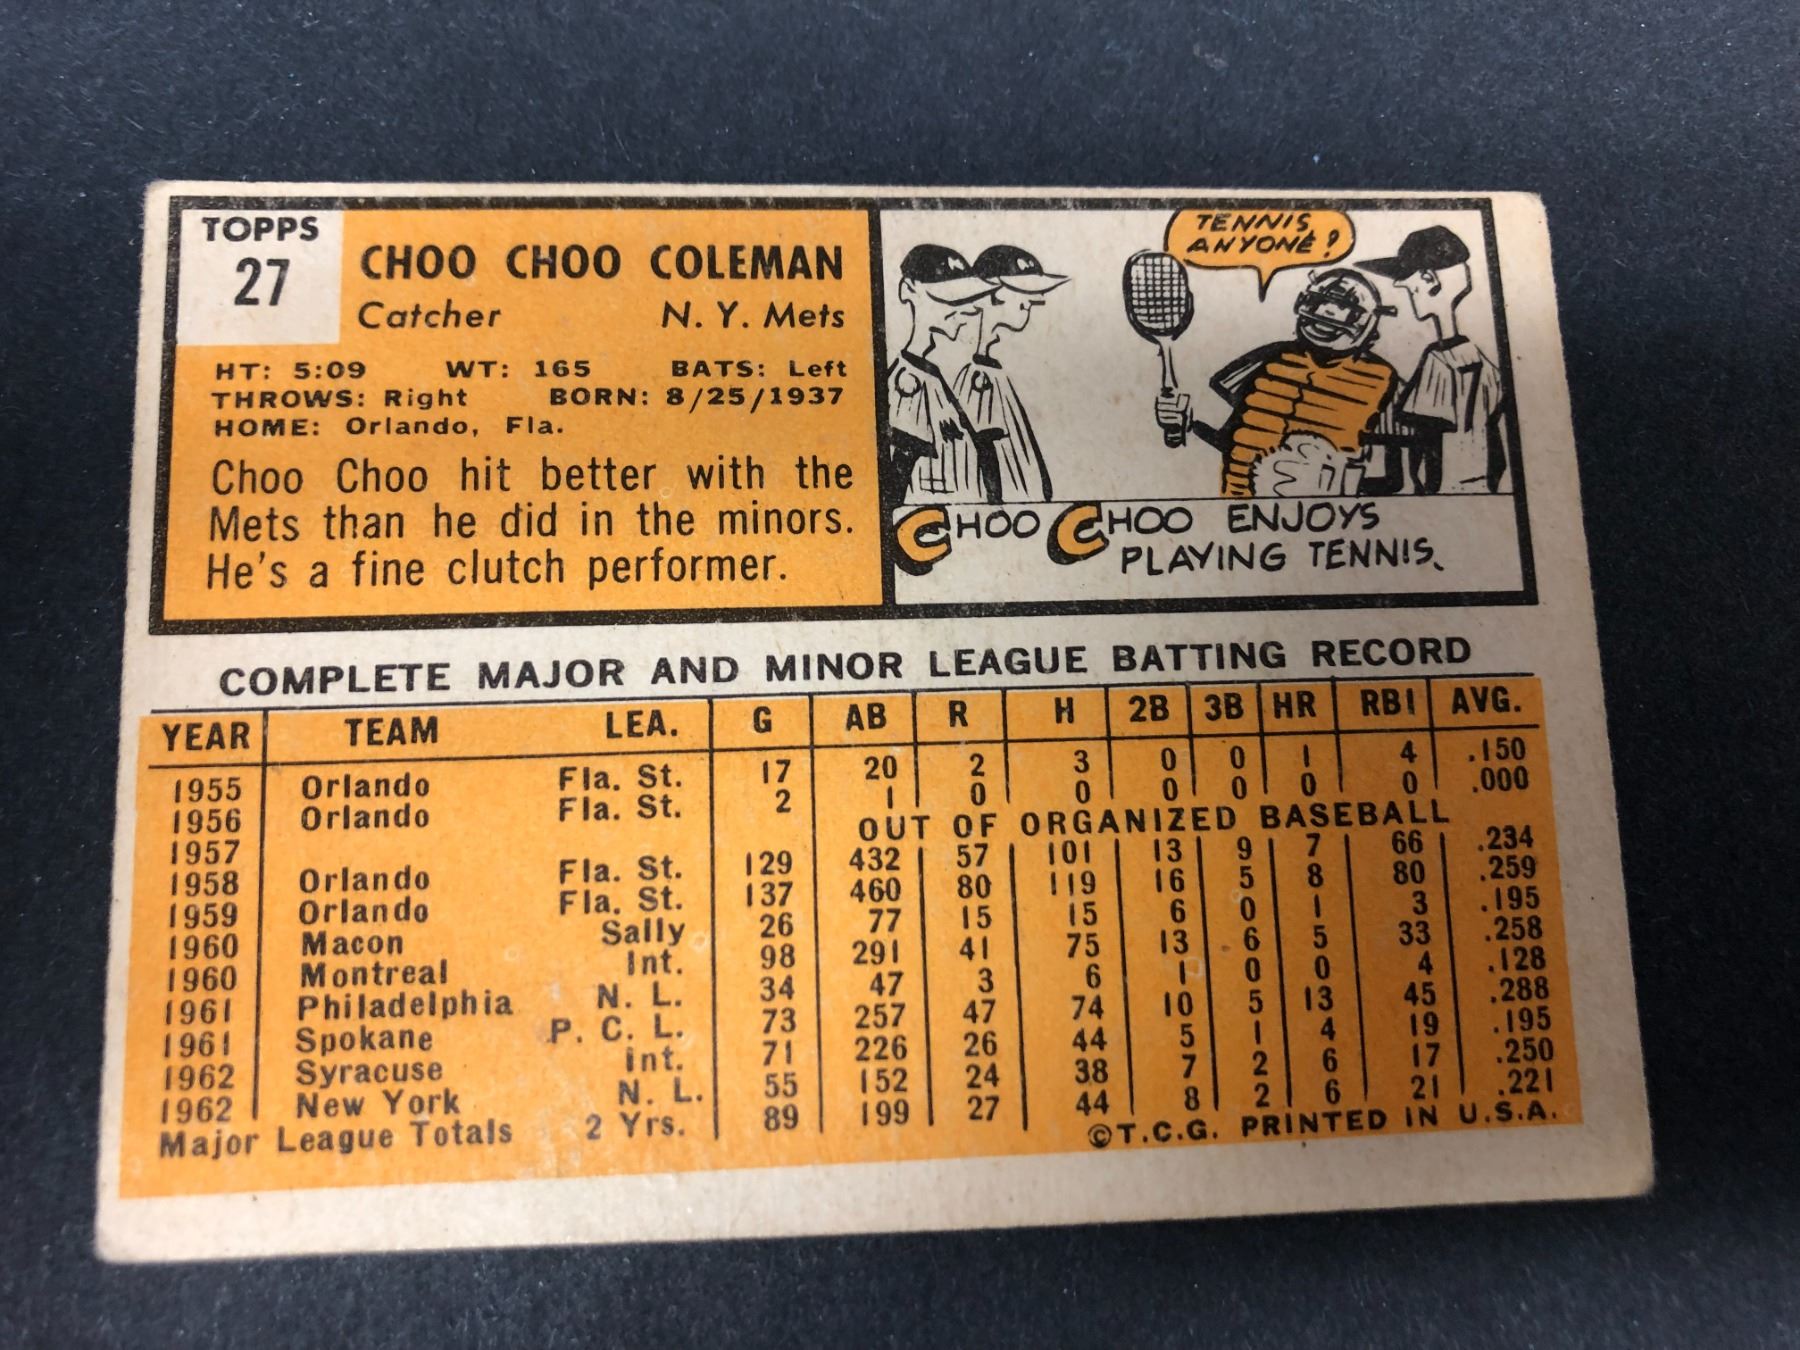 TOPPS
27
CHOO CHOO COLEMAN
Catcher N. Y. Mets
HT: 5:09 WT: 165 BATS: Left
THROWS: Right BORN: 8/25/1937
HOME: Orlando, Fla.
Choo Choo hit better with the
Mets than he did in the minors.
He's a fine clutch performer.
TENNIS
ANYONE?
CHOO CHOO ENJOYS
PLAYING TENNIS.
COMPLETE MAJOR AND MINOR LEAGUE BATTING RECORD
YEAR TEAM LEA. G AB R H 2B 3B HR RBI AVG.
1955 Orlando Fla. St. 17 20 2 3 0 0 1 4 .150
1956 Orlando Fla. St. 2 1 0 0 0 0 0 0 .000
1957 OUT OF ORGANIZED BASEBALL
1958 Orlando Fla. St. 129 432 57 101 13 9 7 66 .234
1959 Orlando Fla. St. 137 460 80 119 16 5 8 80 .259
1960 Macon Sally 26 77 15 15 6 0 1 3 .195
1960 Montreal Int. 98 291 41 75 13 6 5 33 .258
1961 Philadelphia N. L. 34 47 3 6 1 0 0 4 .128
1961 Spokane P. C. L. 73 257 47 74 10 5 13 45 .288
1962 Syracuse Int. 71 226 26 44 5 1 4 19 .195
1962 New York N. L. 55 152 24 38 7 2 6 17 .250
Major League Totals 2 Yrs. 89 199 27 44 8 2 6 21 .221
©T.C.G. PRINTED IN U.S.A.